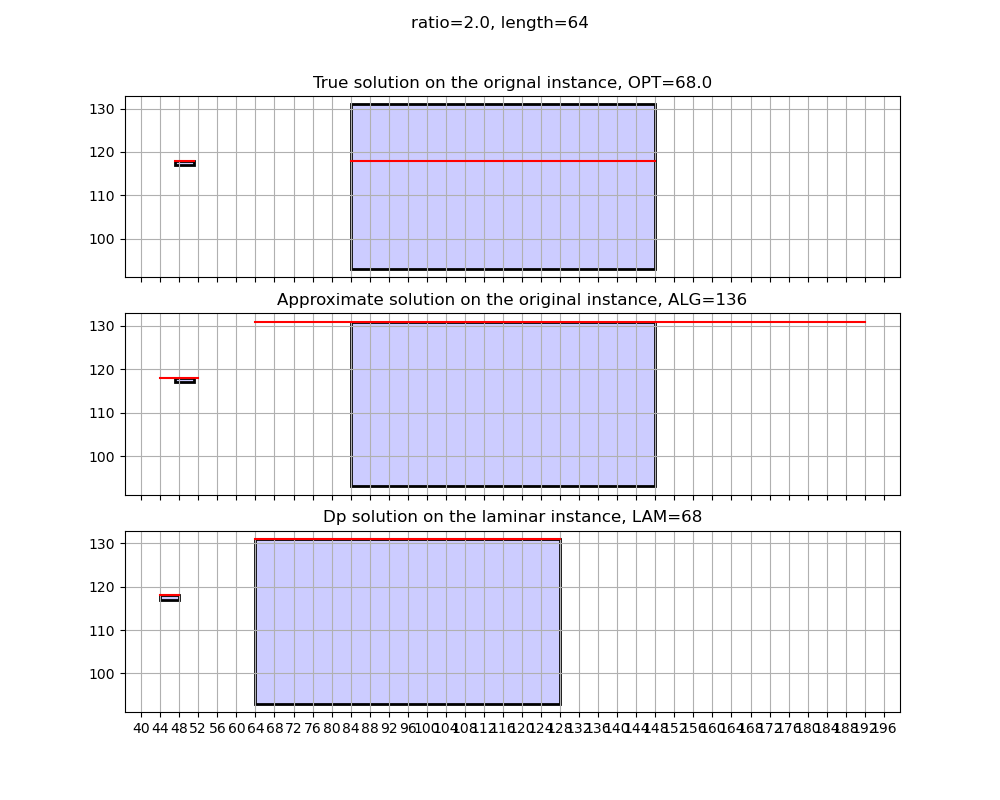 ratio=2.0, length=64
True solution on the orignal instance, OPT=68.0
130
120
110
100
Approximate solution on the original instance, ALG=136
130
120
110
100
Dp solution on the laminar instance, LAM=68
130
120
110
100
40 44 48 52 56 60 64 68 72 76 80 84 88 92 96 100 104 108 112 116 120 124 128 132 136 140 144 148 152 156 160 164 168 172 176 180 184 188 192 196